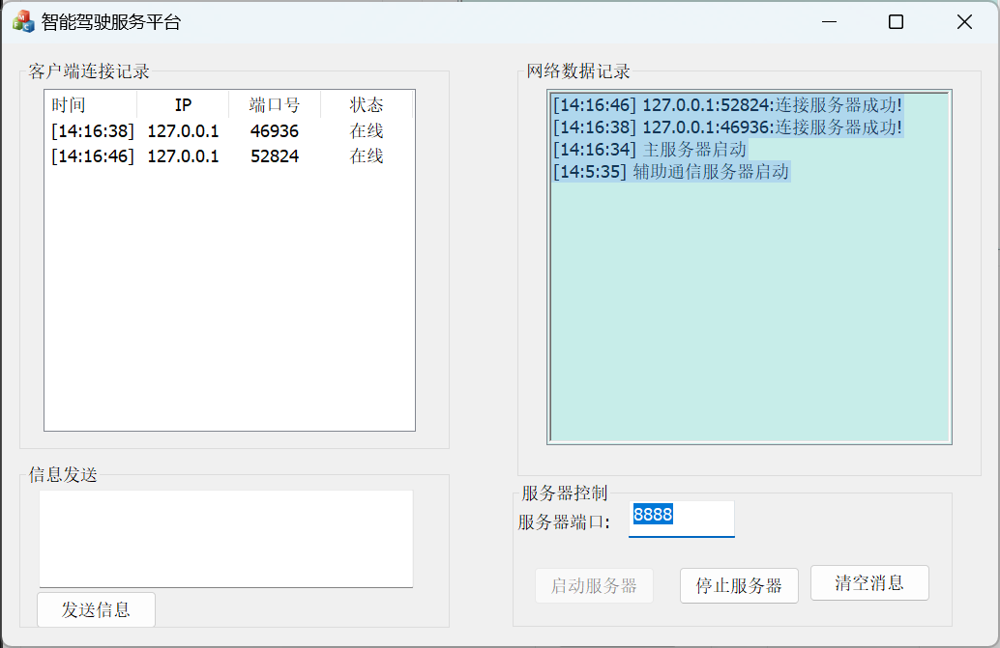 智能驾驶服务平台
客户端连接记录
时间 IP 端口号 状态
[14:16:38] 127.0.0.1 46936 在线
[14:16:46] 127.0.0.1 52824 在线
网络数据记录
[14:16:46] 127.0.0.1:52824:连接服务器成功!
[14:16:38] 127.0.0.1:46936:连接服务器成功!
[14:16:34] 主服务器启动
[14:5:35] 辅助通信服务器启动
信息发送
发送信息
服务器控制
服务器端口: 8888
启动服务器 停止服务器 清空消息